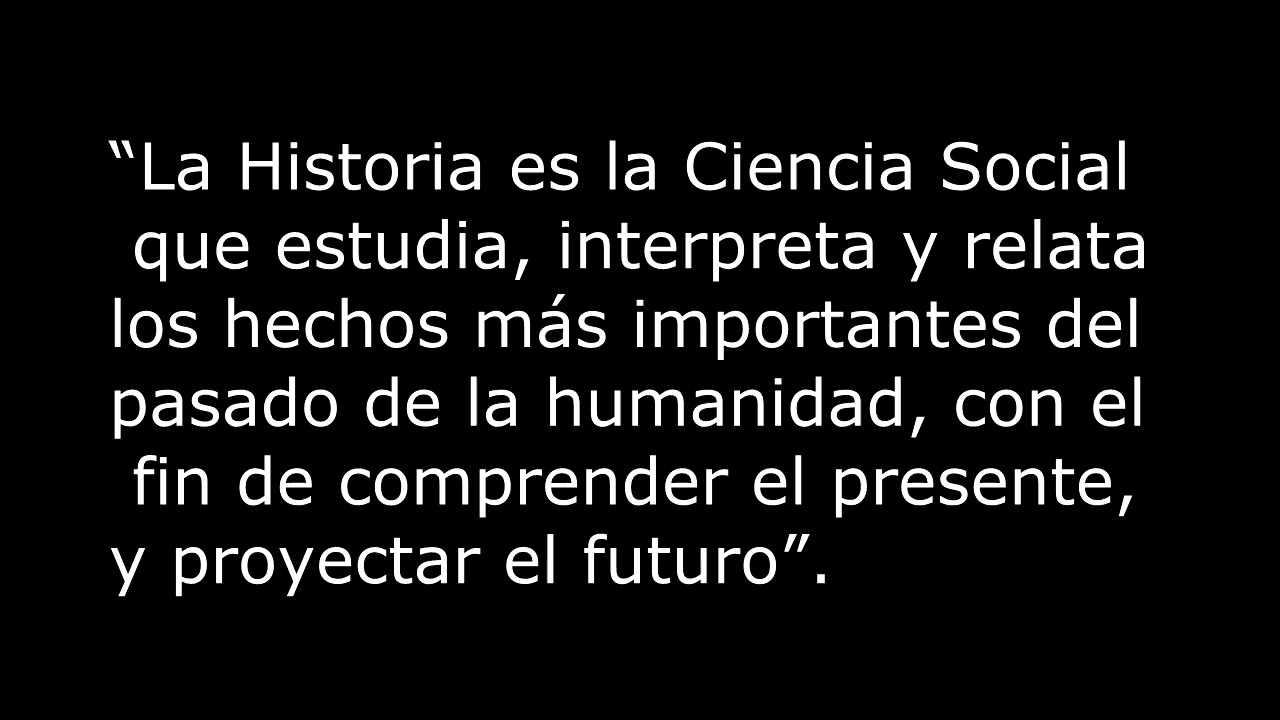 “La Historia es la Ciencia Social
que estudia, interpreta y relata
los hechos más importantes del
pasado de la humanidad, con el
fin de comprender el presente,
y proyectar el futuro”.